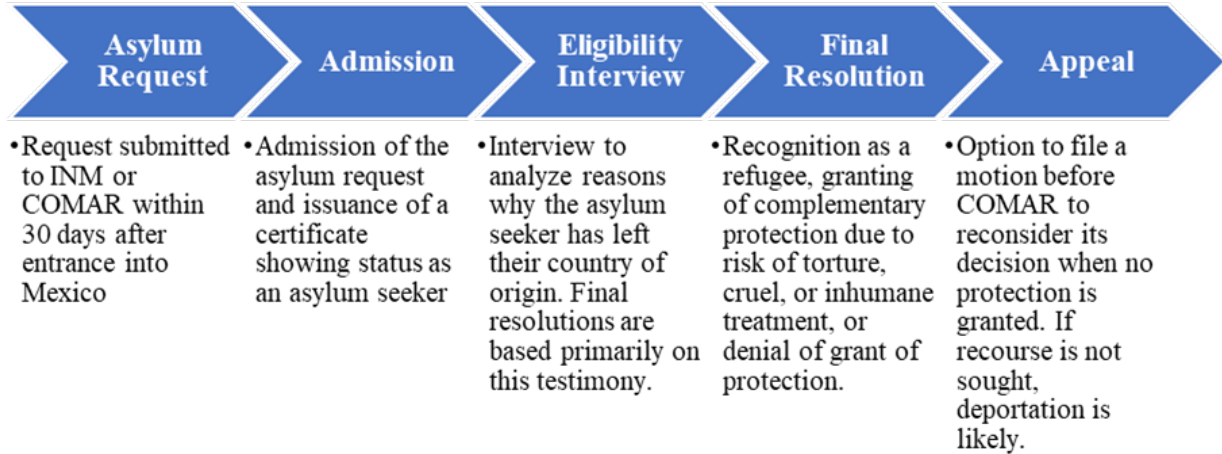 Asylum
Request
Admission
Eligibility
Interview
Final
Resolution
Appeal
•Request submitted
to INM or
COMAR within
30 days after
entrance into
Mexico
•Admission of the
asylum request
and issuance of a
certificate
showing status as
an asylum seeker
•Interview to
analyze reasons
why the asylum
seeker has left
their country of
origin. Final
resolutions are
based primarily on
this testimony.
•Recognition as a
refugee, granting
of complementary
protection due to
risk of torture,
cruel, or inhumane
treatment, or
denial of grant of
protection.
•Option to file a
motion before
COMAR to
reconsider its
decision when no
protection is
granted. If
recourse is not
sought,
deportation is
likely.